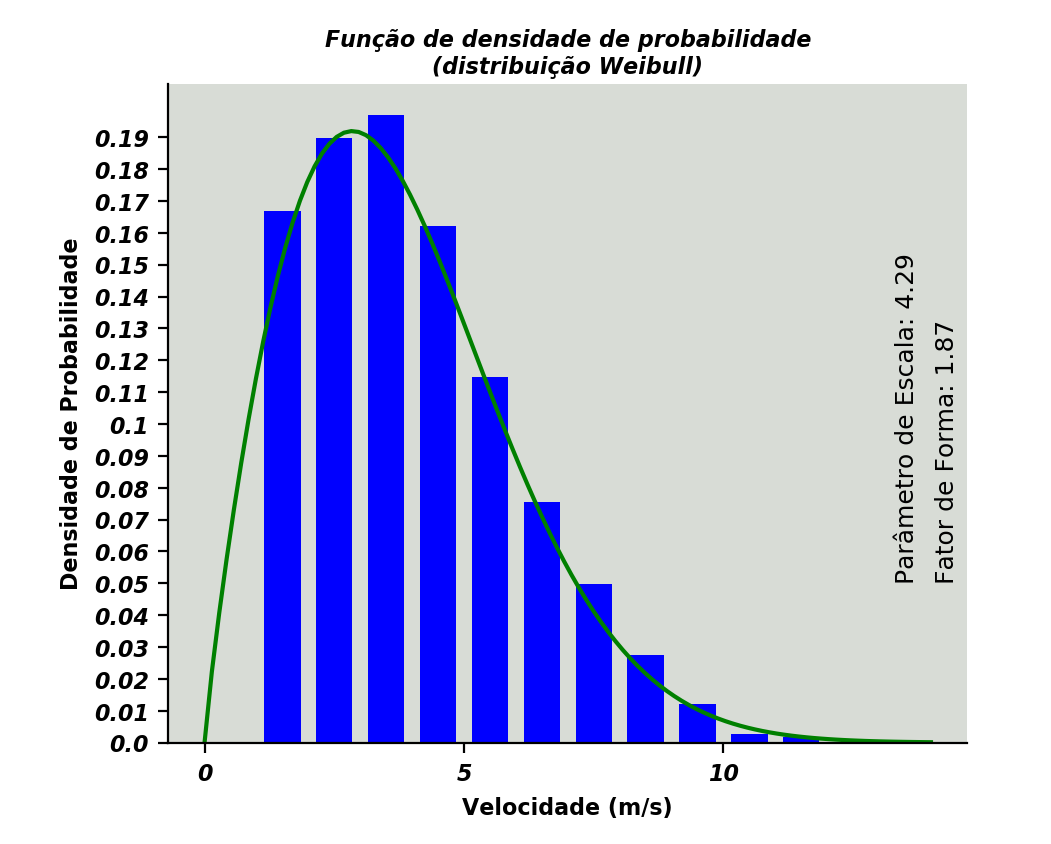 Função de densidade de probabilidade
(distribuição Weibull)
Densidade de Probabilidade
0.19
0.18
0.17
0.16
0.15
0.14
0.13
0.12
0.11
0.1
0.09
0.08
0.07
0.06
0.05
0.04
0.03
0.02
0.01
0.0
Parâmetro de Escala: 4.29
Fator de Forma: 1.87
0 5 10
Velocidade (m/s)